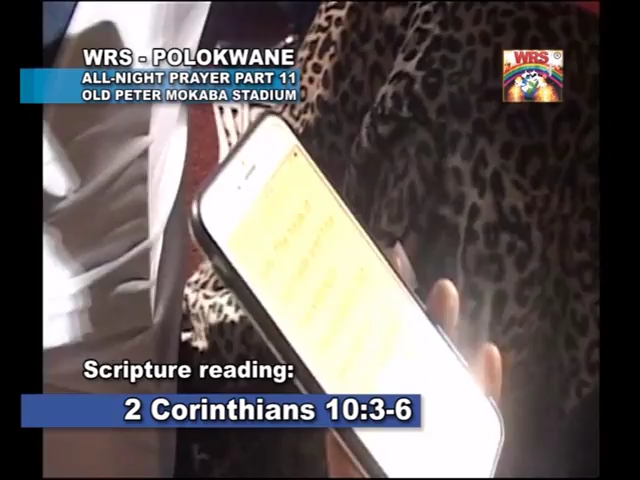 WRS - POLOKWANE
ALL-NIGHT PRAYER PART 11
OLD PETER MOKABA STADIUM
WRS
Scripture reading:
2 Corinthians 10:3-6